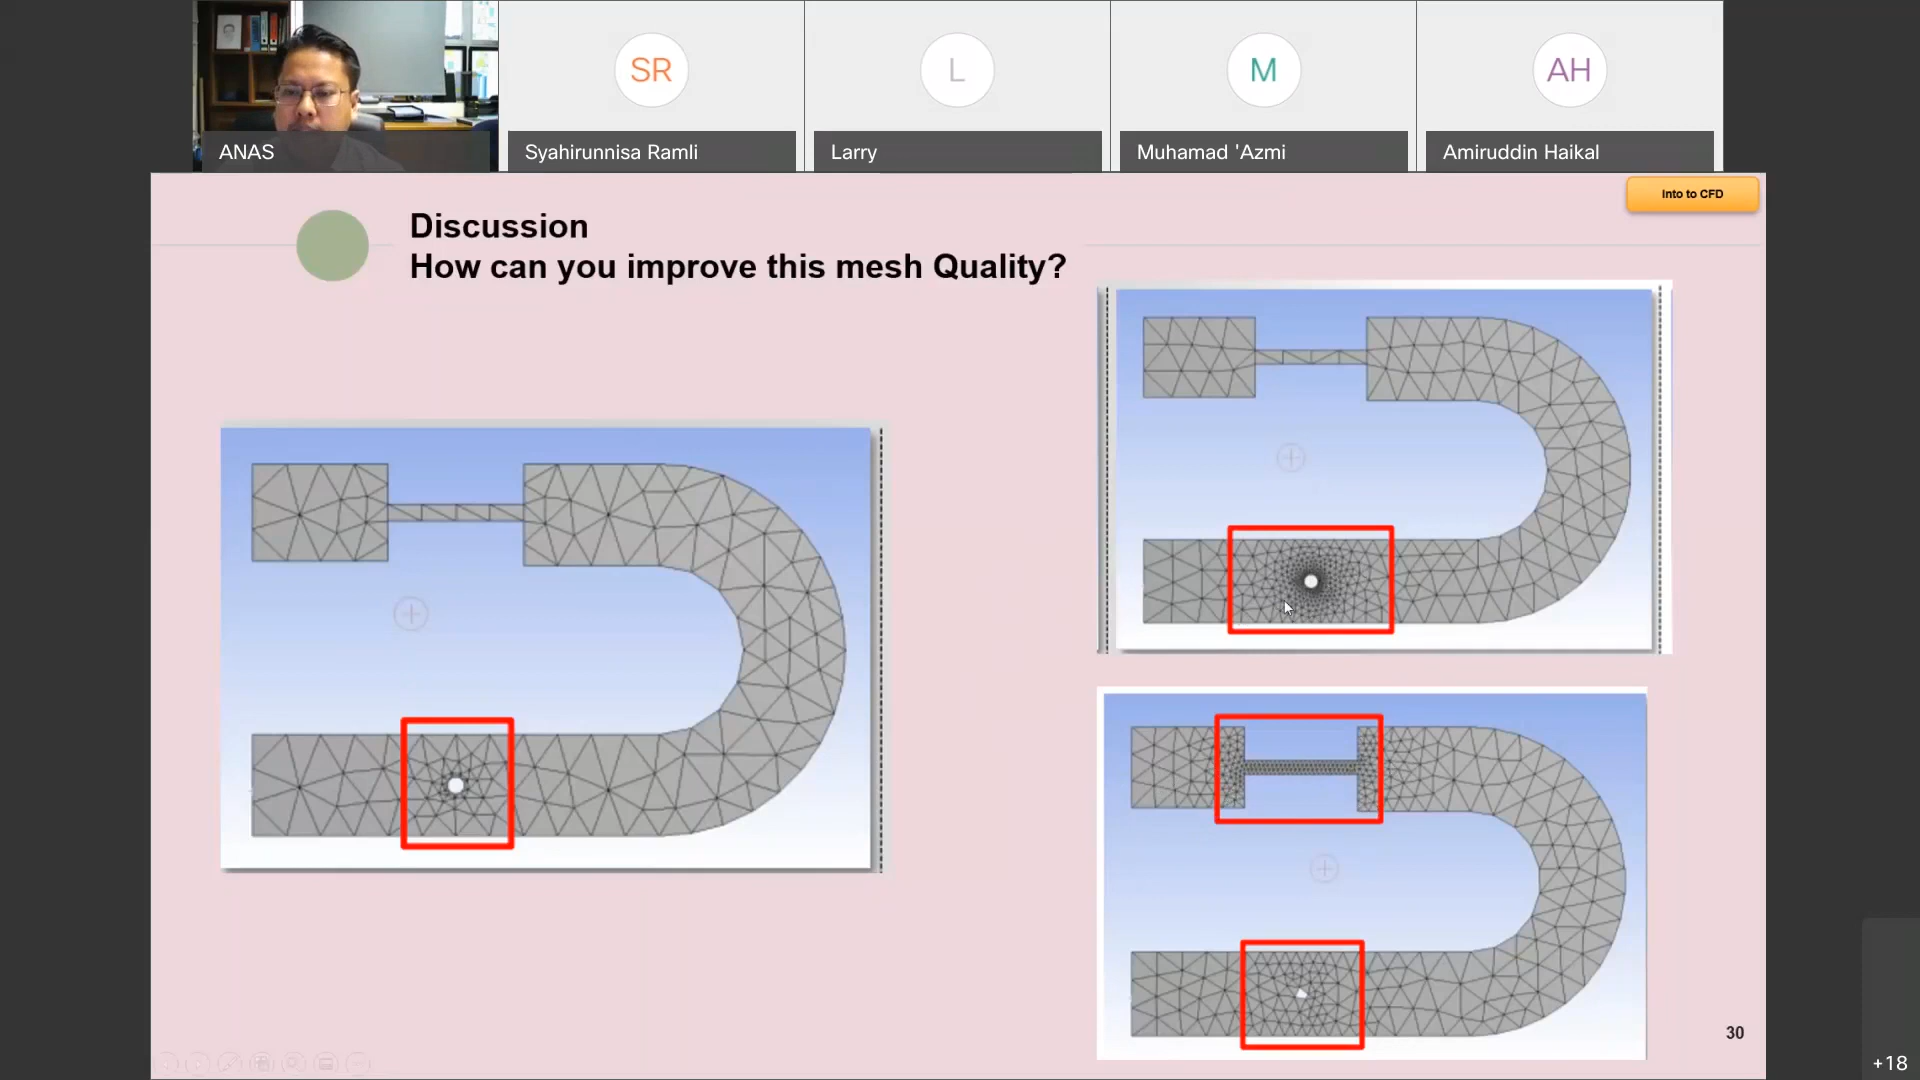 SR
L
M
AH
ANAS
Syahirunnisa Ramli
Larry
Muhamad 'Azmi
Amiruddin Haikal
Into to CFD
Discussion
How can you improve this mesh Quality?
30
+18